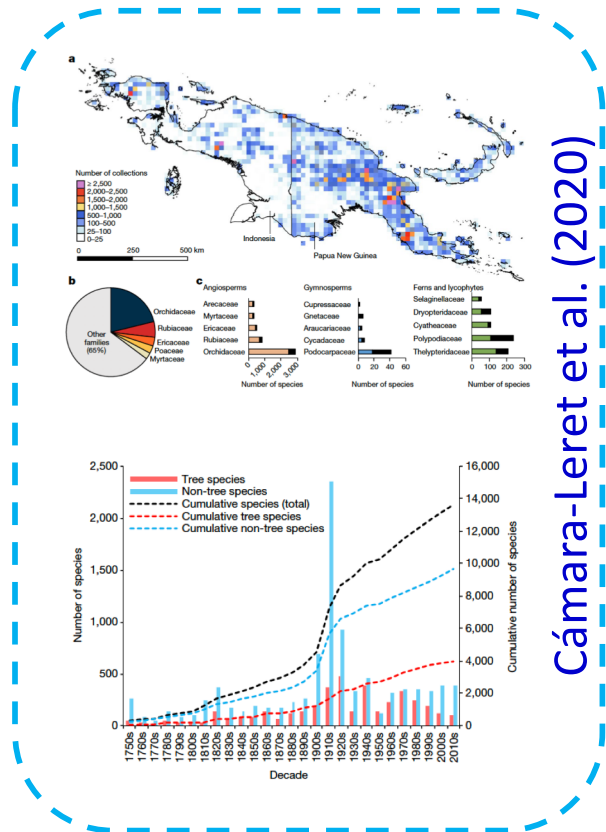 a
Number of collections
≥ 2,500
2,000–2,500
1,500–2,000
1,000–1,500
500–1,000
100–500
25–100
0–25
0 250 500 km
Indonesia
Papua New Guinea
b
Orchidaceae
Rubiaceae
Ericaceae
Poaceae
Myrtaceae
Other
families
(65%)
c
Angiosperms
Arecaceae
Myrtaceae
Ericaceae
Rubiaceae
Orchidaceae
0
1,000
2,000
3,000
Number of species
Gymnosperms
Cupressaceae
Gnetaceae
Araucariaceae
Cycadaceae
Podocarpaceae
0 20 40 60
Number of species
Ferns and lycophytes
Selaginellaceae
Dryopteridaceae
Cyatheaceae
Polypodiaceae
Thelypteridaceae
0 100 200 300
Number of species
Cámara-Leret et al. (2020)
Tree species
Non-tree species
Cumulative species (total)
Cumulative tree species
Cumulative non-tree species
2,500
2,000
1,500
1,000
500
0
Number of species
16,000
14,000
12,000
10,000
8,000
6,000
4,000
2,000
0
Cumulative number of species
1750s
1760s
1770s
1780s
1790s
1800s
1810s
1820s
1830s
1840s
1850s
1860s
1870s
1880s
1890s
1900s
1910s
1920s
1930s
1940s
1950s
1960s
1970s
1980s
1990s
2000s
2010s
Decade